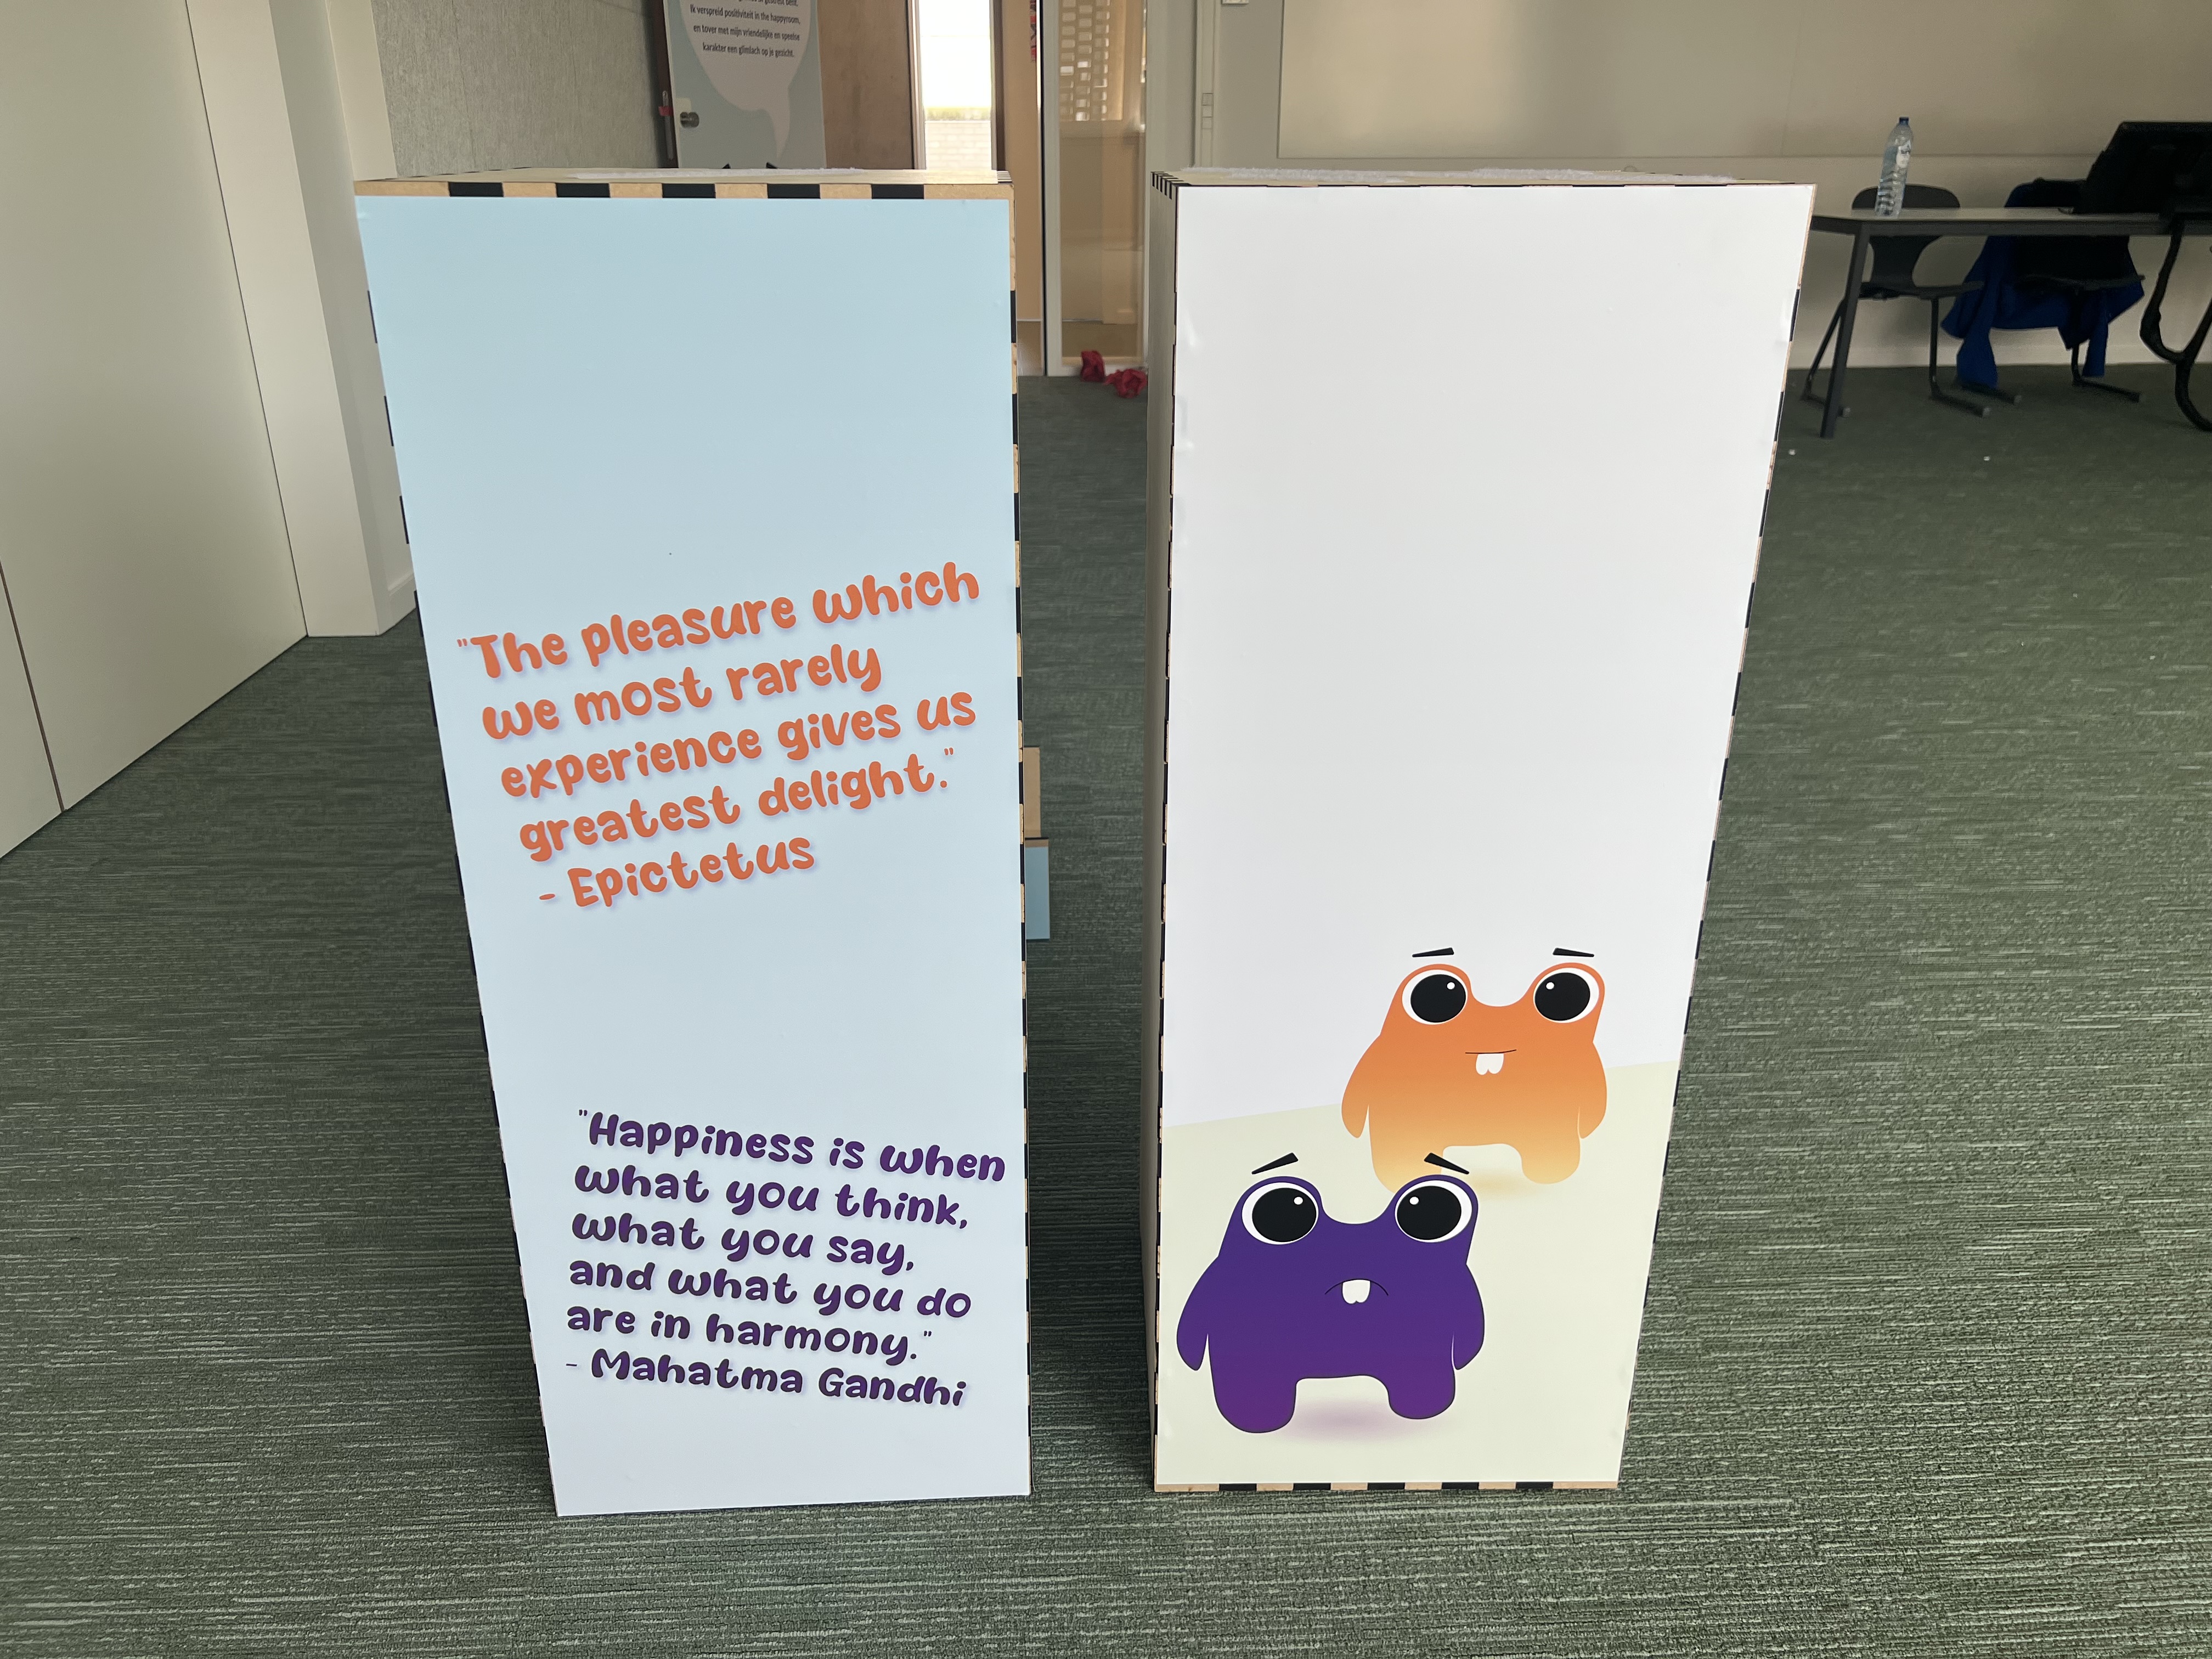 Ik verspreid positiviteit in the happyroom,
en tover met mijn vriendelijke en speelse
karakter een glimlach op je gezicht.
"The pleasure which
we most rarely
experience gives us
greatest delight."
- Epictetus
"Happiness is when
what you think,
what you say,
and what you do
are in harmony."
- Mahatma Gandhi